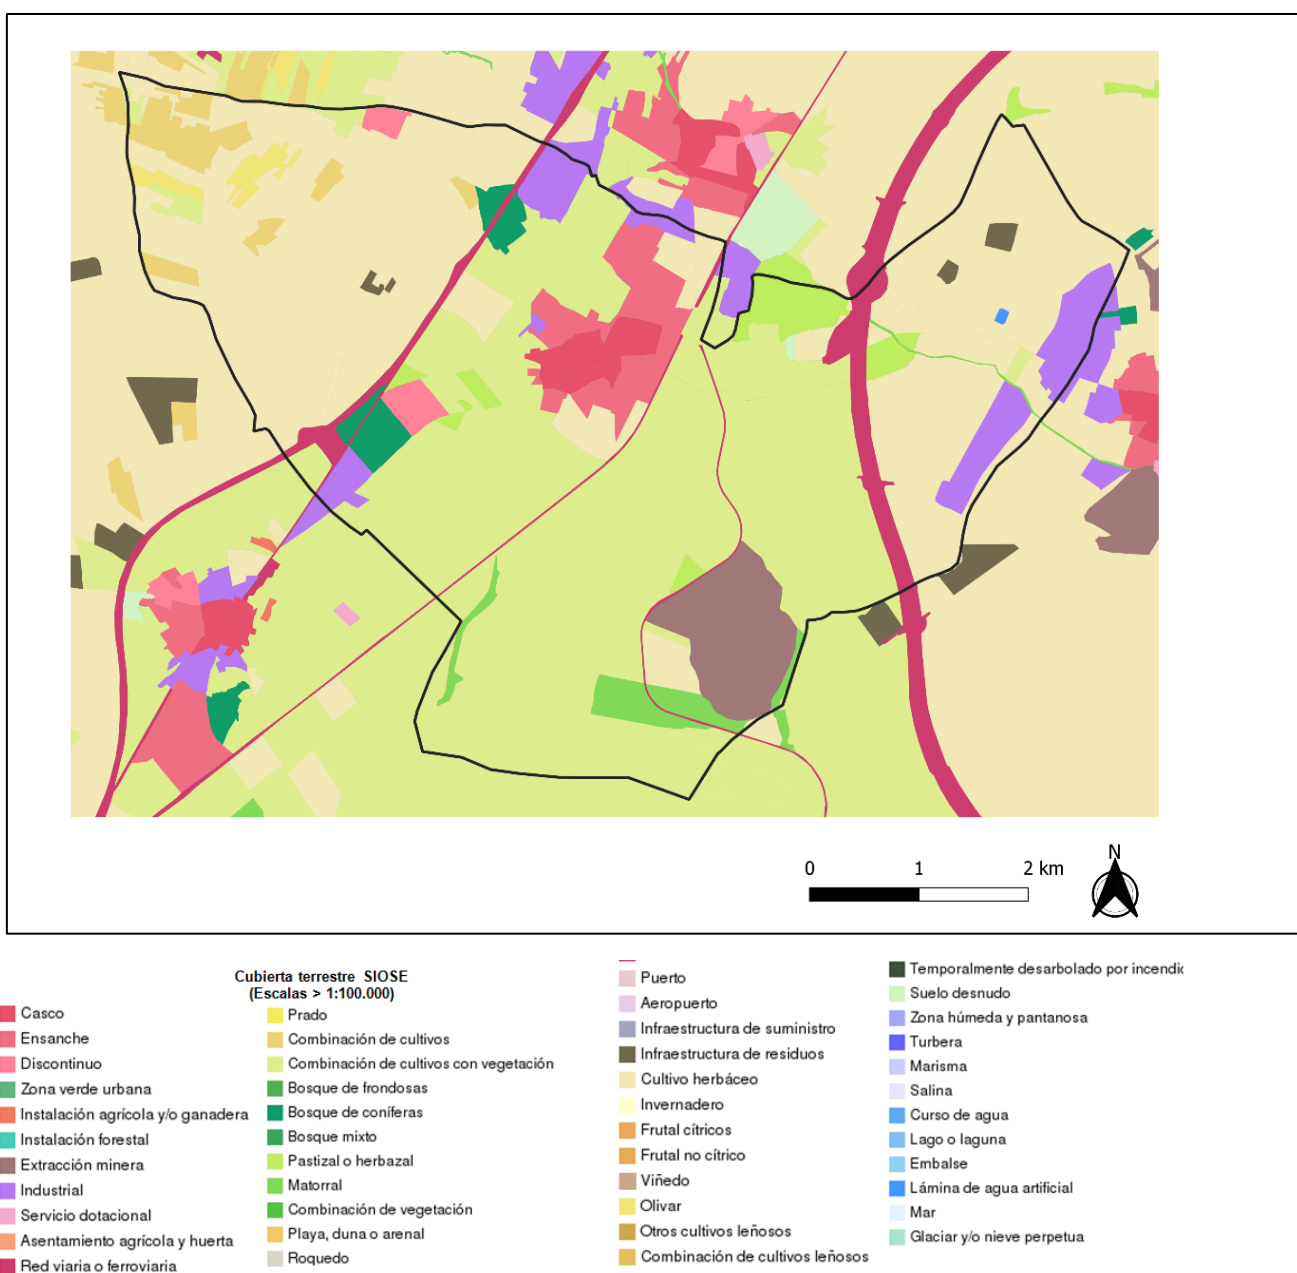 N
0 1 2 km
Cubierta terrestre SIOSE
(Escalas > 1:100.000)
Casco
Ensanche
Discontinuo
Zona verde urbana
Instalación agrícola y/o ganadera
Instalación forestal
Extracción minera
Industrial
Servicio dotacional
Asentamiento agrícola y huerta
Red viaria o ferroviaria
Prado
Combinación de cultivos
Combinación de cultivos con vegetación
Bosque de frondosas
Bosque de coníferas
Bosque mixto
Pastizal o herbazal
Matorral
Combinación de vegetación
Playa, duna o arenal
Roquedo
Puerto
Aeropuerto
Infraestructura de suministro
Infraestructura de residuos
Cultivo herbáceo
Invernadero
Frutal cítricos
Frutal no cítrico
Viñedo
Olivar
Otros cultivos leñosos
Combinación de cultivos leñosos
Temporalmente desarbolado por incendic
Suelo desnudo
Zona húmeda y pantanosa
Turbera
Marisma
Salina
Curso de agua
Lago o laguna
Embalse
Lámina de agua artificial
Mar
Glaciar y/o nieve perpetua